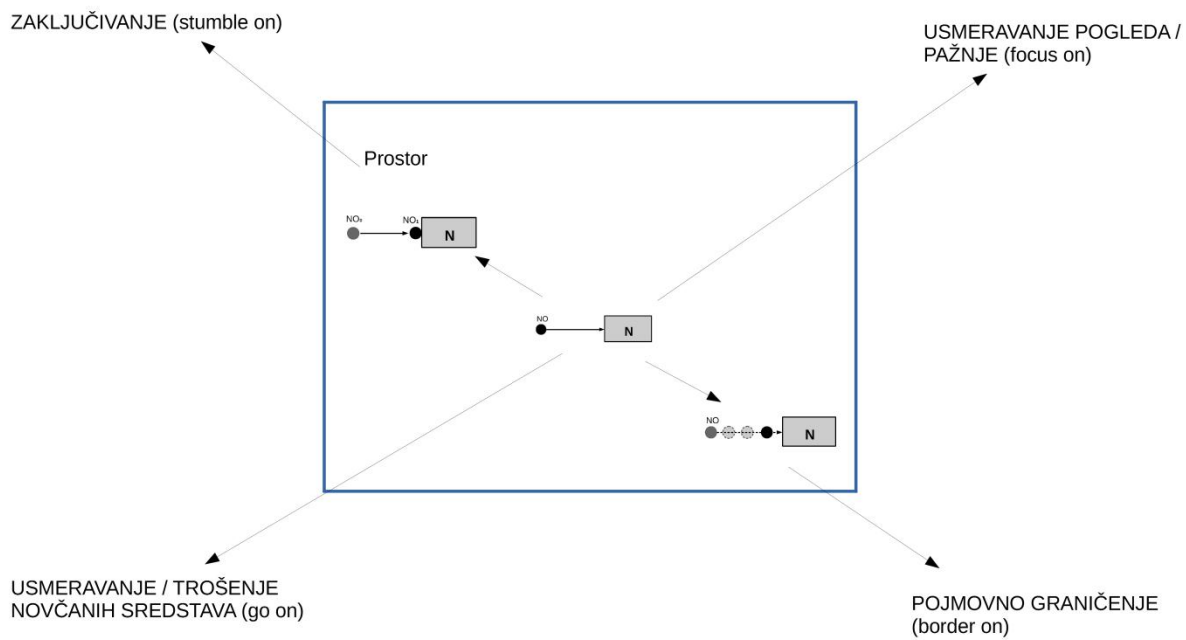 ZAKLJUČIVANJE (stumble on)
USMERAVANJE POGLEDA /
PAŽNJE (focus on)
Prostor
NO₀ NO₁
N
NO
N
NO
N
USMERAVANJE / TROŠENJE
NOVČANIH SREDSTAVA (go on)
POJMOVNO GRANIČENJE
(border on)